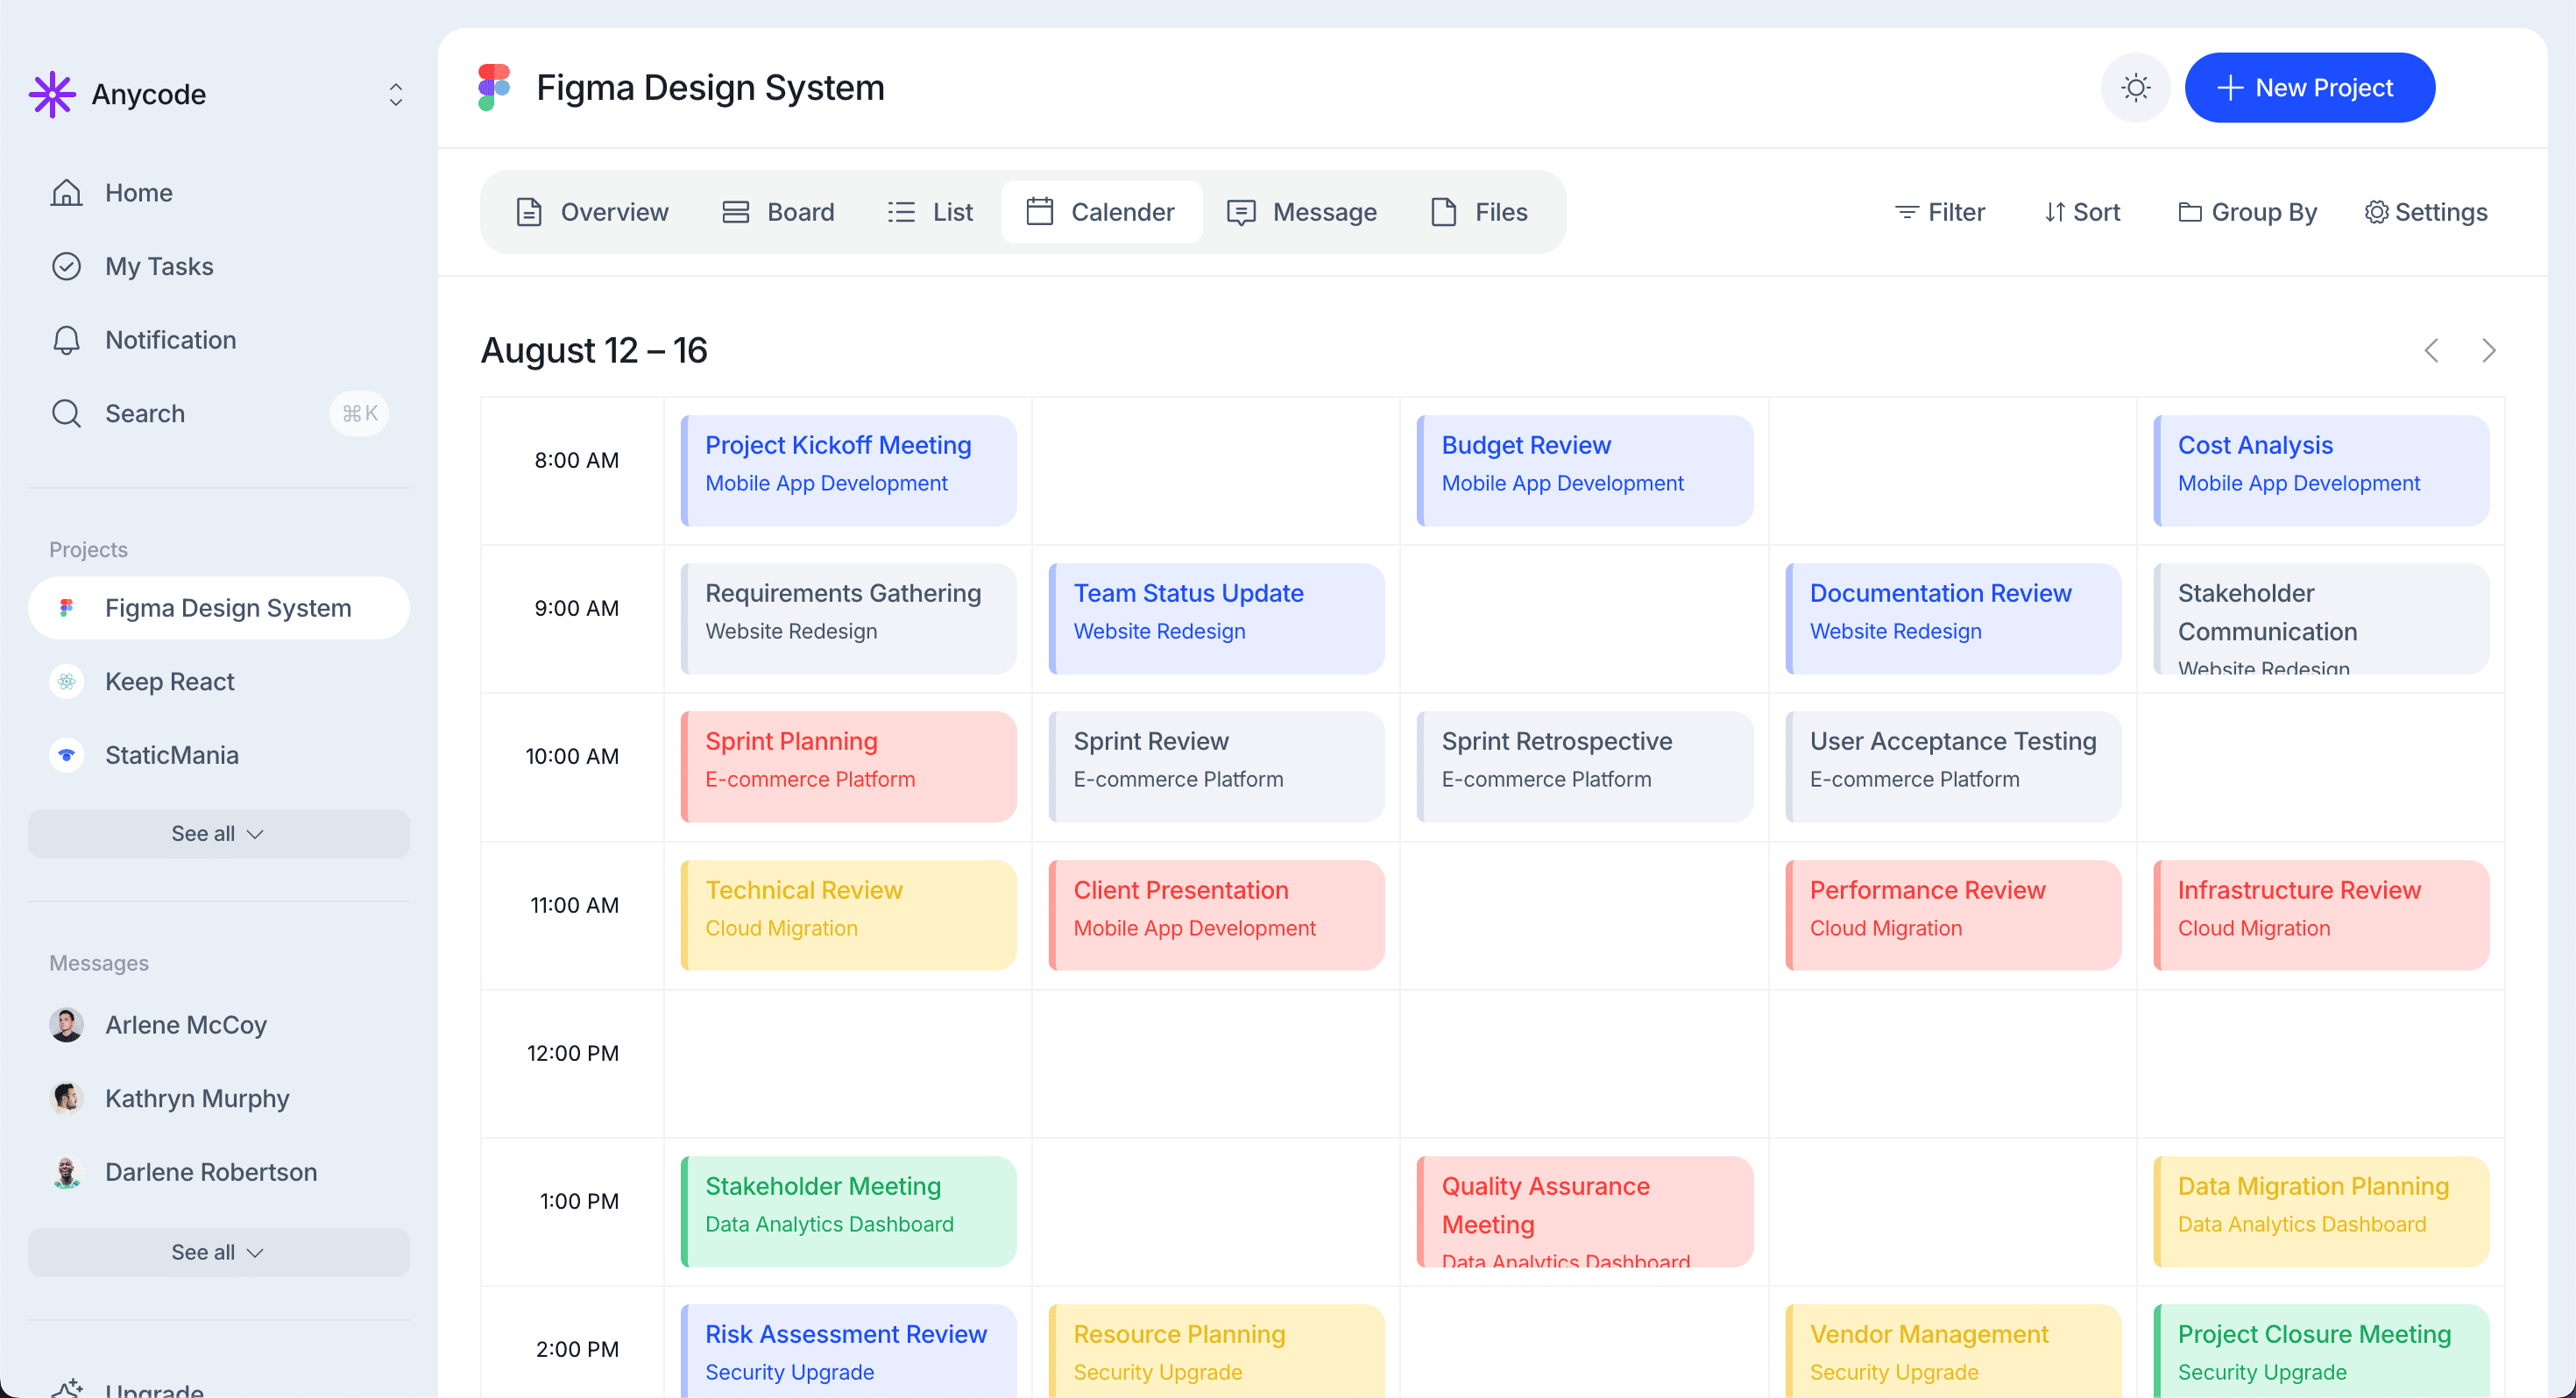 Anycode
Home
My Tasks
Notification
Search
⌘K
Projects
Figma Design System
Keep React
StaticMania
See all
Messages
Arlene McCoy
Kathryn Murphy
Darlene Robertson
See all
Upgrade
Figma Design System
New Project
Overview
Board
List
Calender
Message
Files
Filter
Sort
Group By
Settings
August 12 – 16
8:00 AM
Project Kickoff Meeting
Mobile App Development
Budget Review
Mobile App Development
Cost Analysis
Mobile App Development
9:00 AM
Requirements Gathering
Website Redesign
Team Status Update
Website Redesign
Documentation Review
Website Redesign
Stakeholder
Communication
Website Redesign
10:00 AM
Sprint Planning
E-commerce Platform
Sprint Review
E-commerce Platform
Sprint Retrospective
E-commerce Platform
User Acceptance Testing
E-commerce Platform
11:00 AM
Technical Review
Cloud Migration
Client Presentation
Mobile App Development
Performance Review
Cloud Migration
Infrastructure Review
Cloud Migration
12:00 PM
1:00 PM
Stakeholder Meeting
Data Analytics Dashboard
Quality Assurance
Meeting
Data Analytics Dashboard
Data Migration Planning
Data Analytics Dashboard
2:00 PM
Risk Assessment Review
Security Upgrade
Resource Planning
Security Upgrade
Vendor Management
Security Upgrade
Project Closure Meeting
Security Upgrade